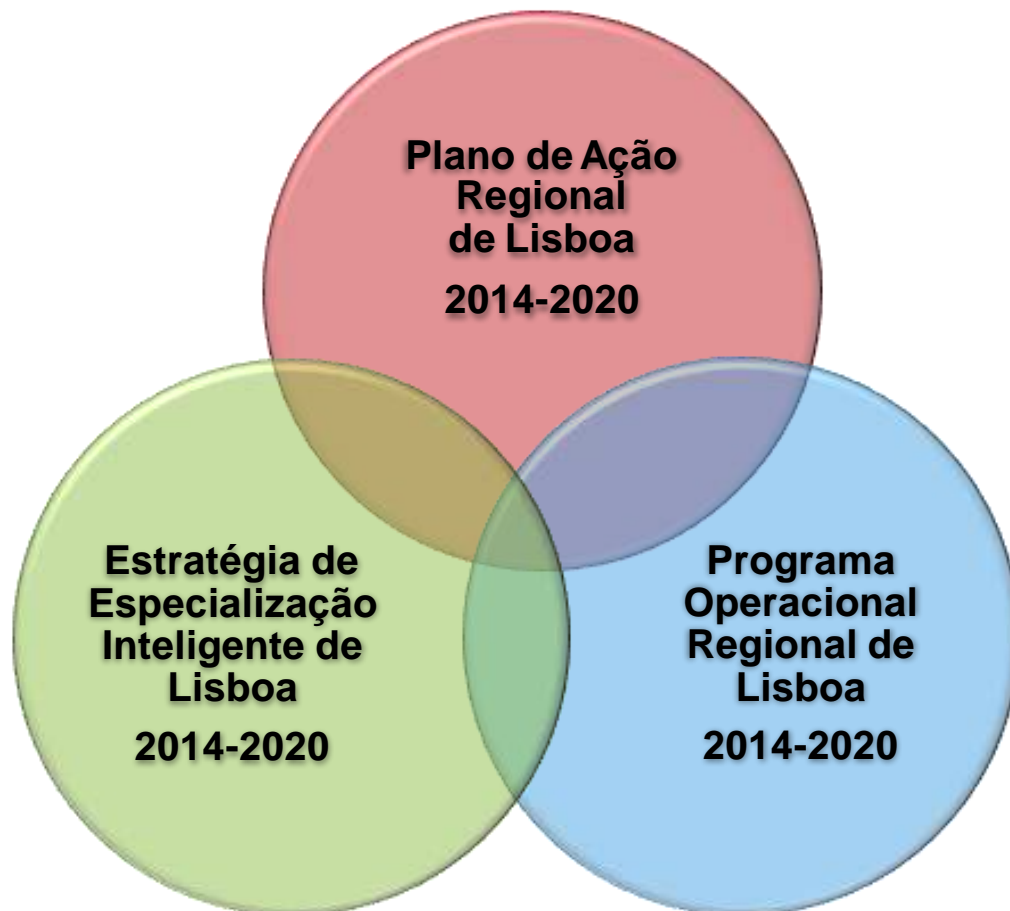 Plano de Ação
Regional
de Lisboa
2014-2020
Estratégia de
Especialização
Inteligente de
Lisboa
2014-2020
Programa
Operacional
Regional de
Lisboa
2014-2020